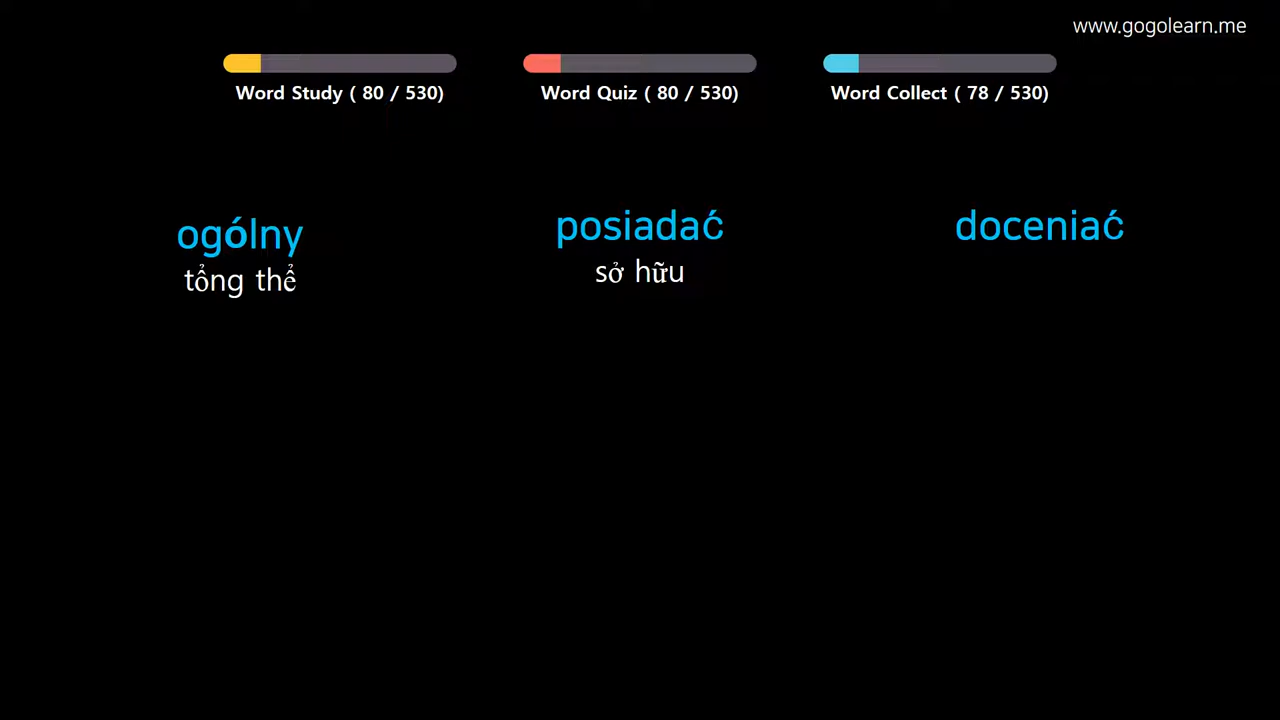 www.gogolearn.me
Word Study ( 80 / 530)
Word Quiz ( 80 / 530)
Word Collect ( 78 / 530)
ogólny
tổng thể
posiadać
sở hữu
doceniać